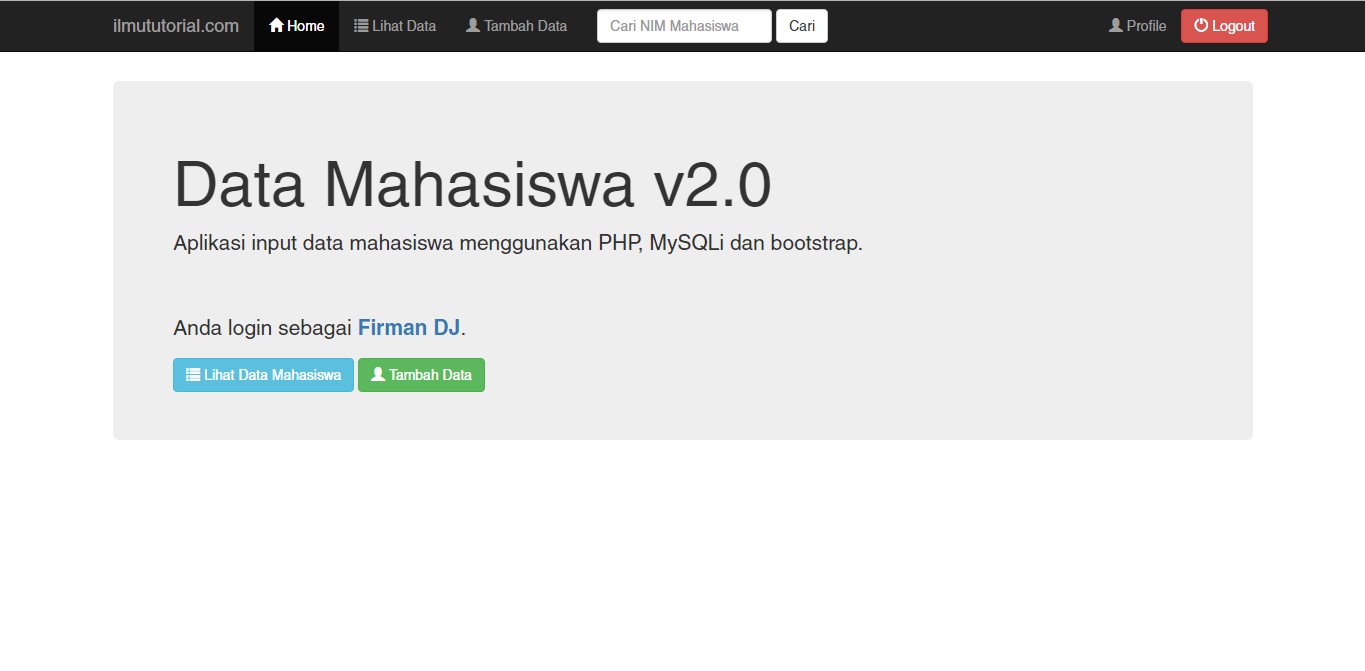 ilmututorial.com Home Lihat Data Tambah Data Cari NIM Mahasiswa Cari Profile Logout
Data Mahasiswa v2.0
Aplikasi input data mahasiswa menggunakan PHP, MySQLi dan bootstrap.
Anda login sebagai Firman DJ.
Lihat Data Mahasiswa Tambah Data